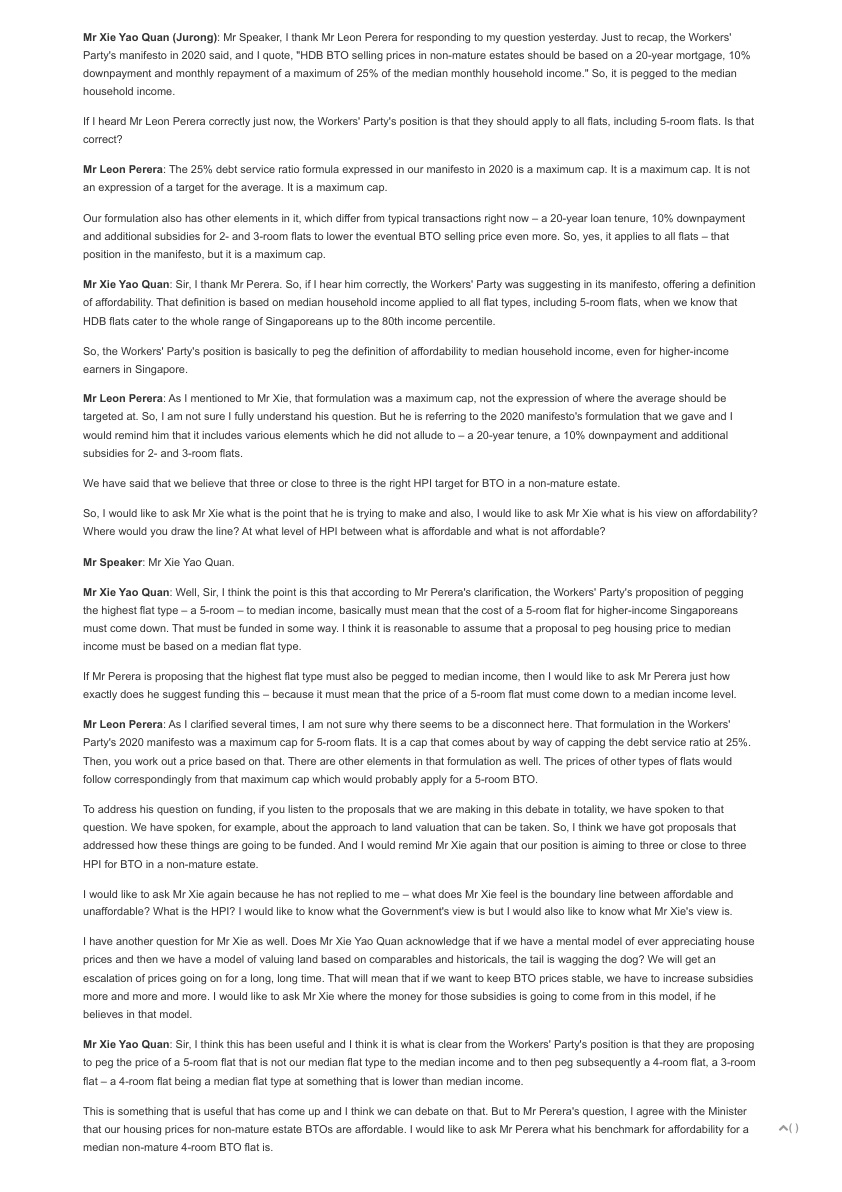 Mr Xie Yao Quan (Jurong): Mr Speaker, I thank Mr Leon Perera for responding to my question yesterday. Just to recap, the Workers'
Party's manifesto in 2020 said, and I quote, "HDB BTO selling prices in non-mature estates should be based on a 20-year mortgage, 10%
downpayment and monthly repayment of a maximum of 25% of the median monthly household income." So, it is pegged to the median
household income.
If I heard Mr Leon Perera correctly just now, the Workers' Party's position is that they should apply to all flats, including 5-room flats. Is that
correct?
Mr Leon Perera: The 25% debt service ratio formula expressed in our manifesto in 2020 is a maximum cap. It is a maximum cap. It is not
an expression of a target for the average. It is a maximum cap.
Our formulation also has other elements in it, which differ from typical transactions right now – a 20-year loan tenure, 10% downpayment
and additional subsidies for 2- and 3-room flats to lower the eventual BTO selling price even more. So, yes, it applies to all flats – that
position in the manifesto, but it is a maximum cap.
Mr Xie Yao Quan: Sir, I thank Mr Perera. So, if I hear him correctly, the Workers' Party was suggesting in its manifesto, offering a definition
of affordability. That definition is based on median household income applied to all flat types, including 5-room flats, when we know that
HDB flats cater to the whole range of Singaporeans up to the 80th income percentile.
So, the Workers' Party's position is basically to peg the definition of affordability to median household income, even for higher-income
earners in Singapore.
Mr Leon Perera: As I mentioned to Mr Xie, that formulation was a maximum cap, not the expression of where the average should be
targeted at. So, I am not sure I fully understand his question. But he is referring to the 2020 manifesto's formulation that we gave and I
would remind him that it includes various elements which he did not allude to – a 20-year tenure, a 10% downpayment and additional
subsidies for 2- and 3-room flats.
We have said that we believe that three or close to three is the right HPI target for BTO in a non-mature estate.
So, I would like to ask Mr Xie what is the point that he is trying to make and also, I would like to ask Mr Xie what is his view on affordability?
Where would you draw the line? At what level of HPI between what is affordable and what is not affordable?
Mr Speaker: Mr Xie Yao Quan.
Mr Xie Yao Quan: Well, Sir, I think the point is this that according to Mr Perera's clarification, the Workers' Party's proposition of pegging
the highest flat type – a 5-room – to median income, basically must mean that the cost of a 5-room flat for higher-income Singaporeans
must come down. That must be funded in some way. I think it is reasonable to assume that a proposal to peg housing price to median
income must be based on a median flat type.
If Mr Perera is proposing that the highest flat type must also be pegged to median income, then I would like to ask Mr Perera just how
exactly does he suggest funding this – because it must mean that the price of a 5-room flat must come down to a median income level.
Mr Leon Perera: As I clarified several times, I am not sure why there seems to be a disconnect here. That formulation in the Workers'
Party's 2020 manifesto was a maximum cap for 5-room flats. It is a cap that comes about by way of capping the debt service ratio at 25%.
Then, you work out a price based on that. There are other elements in that formulation as well. The prices of other types of flats would
follow correspondingly from that maximum cap which would probably apply for a 5-room BTO.
To address his question on funding, if you listen to the proposals that we are making in this debate in totality, we have spoken to that
question. We have spoken, for example, about the approach to land valuation that can be taken. So, I think we have got proposals that
addressed how these things are going to be funded. And I would remind Mr Xie again that our position is aiming to three or close to three
HPI for BTO in a non-mature estate.
I would like to ask Mr Xie again because he has not replied to me – what does Mr Xie feel is the boundary line between affordable and
unaffordable? What is the HPI? I would like to know what the Government's view is but I would also like to know what Mr Xie's view is.
I have another question for Mr Xie as well. Does Mr Xie Yao Quan acknowledge that if we have a mental model of ever appreciating house
prices and then we have a model of valuing land based on comparables and historicals, the tail is wagging the dog? We will get an
escalation of prices going on for a long, long time. That will mean that if we want to keep BTO prices stable, we have to increase subsidies
more and more and more. I would like to ask Mr Xie where the money for those subsidies is going to come from in this model, if he
believes in that model.
Mr Xie Yao Quan: Sir, I think this has been useful and I think it is what is clear from the Workers' Party's position is that they are proposing
to peg the price of a 5-room flat that is not our median flat type to the median income and to then peg subsequently a 4-room flat, a 3-room
flat – a 4-room flat being a median flat type at something that is lower than median income.
This is something that is useful that has come up and I think we can debate on that. But to Mr Perera's question, I agree with the Minister
that our housing prices for non-mature estate BTOs are affordable. I would like to ask Mr Perera what his benchmark for affordability for a
median non-mature 4-room BTO flat is.
( )